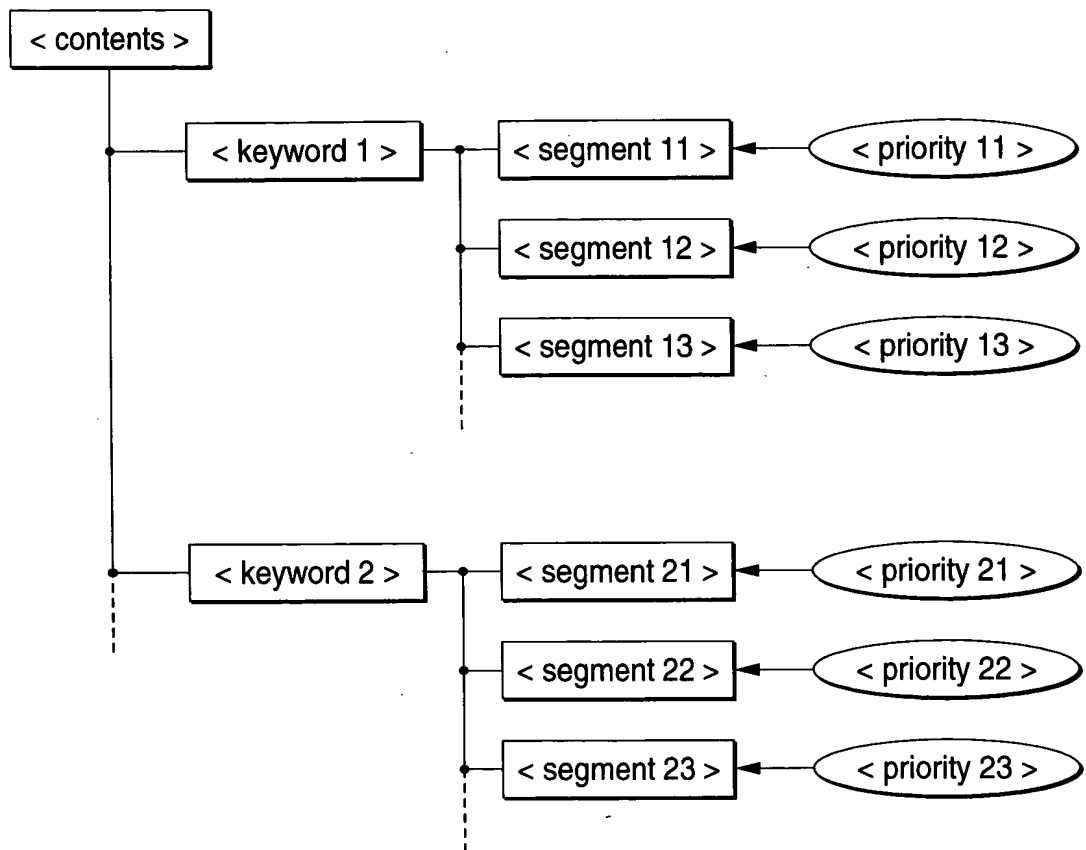 < contents >
< keyword 1 >
< segment 11 >
< priority 11 >
< segment 12 >
< priority 12 >
< segment 13 >
< priority 13 >
< keyword 2 >
< segment 21 >
< priority 21 >
< segment 22 >
< priority 22 >
< segment 23 >
< priority 23 >